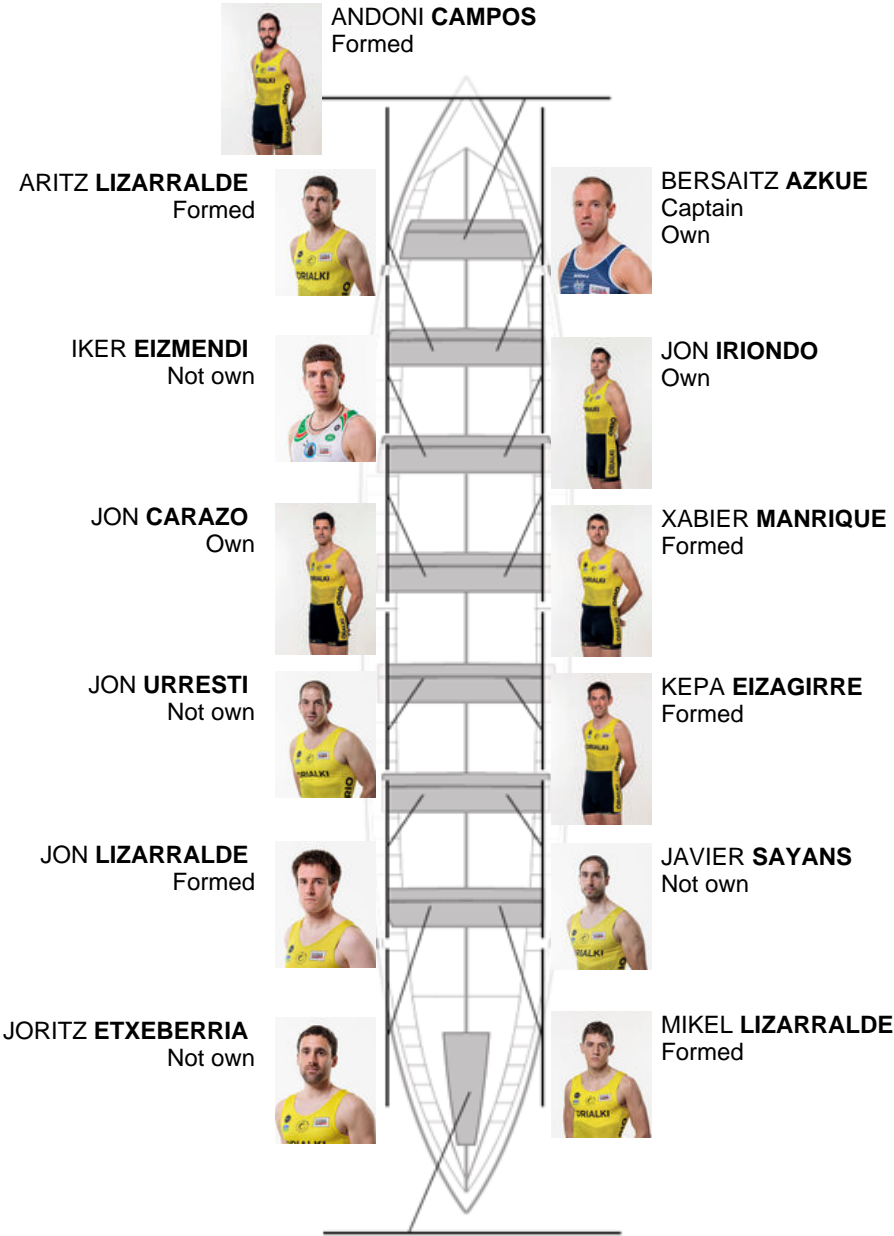 ANDONI CAMPOS
Formed
ARITZ LIZARRALDE
Formed
BERSAITZ AZKUE
Captain
Own
IKER EIZMENDI
Not own
JON IRIONDO
Own
JON CARAZO
Own
XABIER MANRIQUE
Formed
JON URRESTI
Not own
KEPA EIZAGIRRE
Formed
JON LIZARRALDE
Formed
JAVIER SAYANS
Not own
JORITZ ETXEBERRIA
Not own
MIKEL LIZARRALDE
Formed